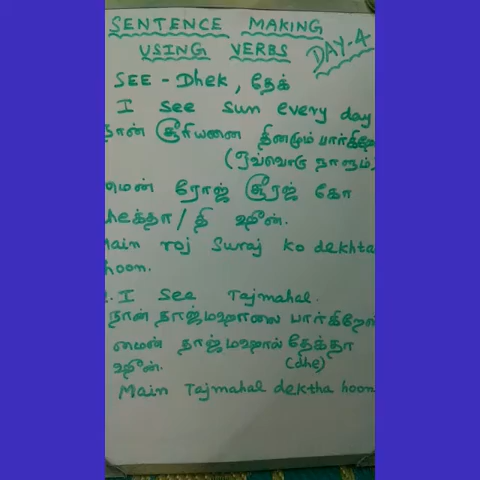 SENTENCE MAKING
USING VERBS DAY-4
SEE - Dhek, தேக்
I see sun every day
நான் சூரியனை தினமும் பார்கிறே
(ஒவ்வொரு நாளும்)
மைன் ரோஜ் சூரஜ் கோ
hekதா / தி ஹூன்.
Main roj Suraj ko dekhta
hoon.
2. I see Tajmahal.
நான் தாஜ்மஹாலை பார்கிறேன்
மைன் தாஜ்மஹால் தேக்தா
ஹூன். (dhe)
Main Tajmahal dektha hoon